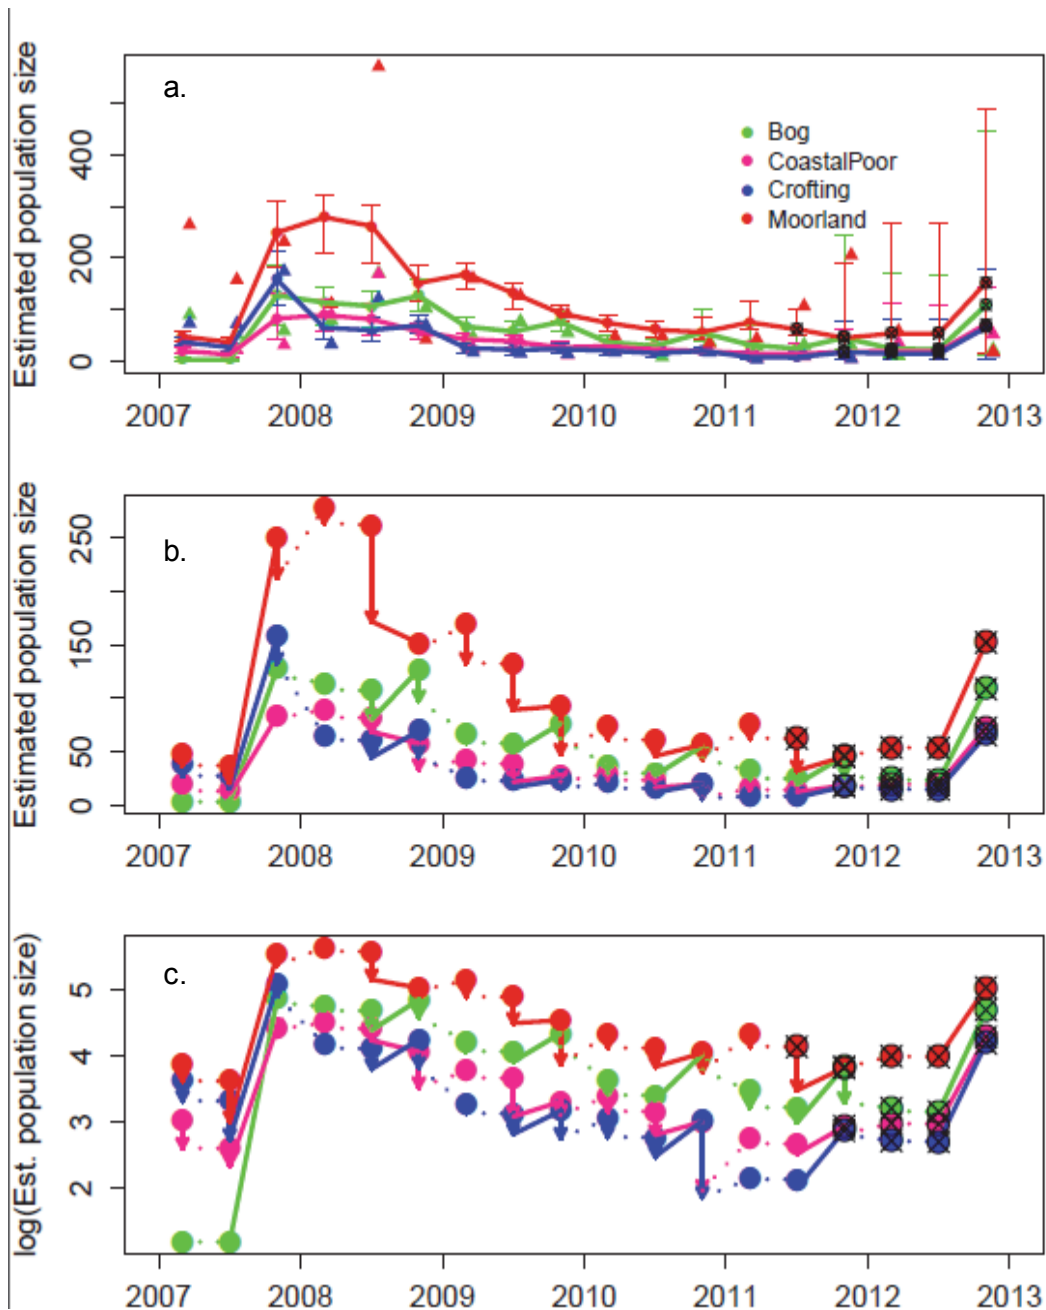 Estimated population size
a.
400
200
0
Bog
CoastalPoor
Crofting
Moorland
2007 2008 2009 2010 2011 2012 2013
Estimated population size
b.
250
150
50
0
2007 2008 2009 2010 2011 2012 2013
log(Est. population size)
c.
5
4
3
2
2007 2008 2009 2010 2011 2012 2013